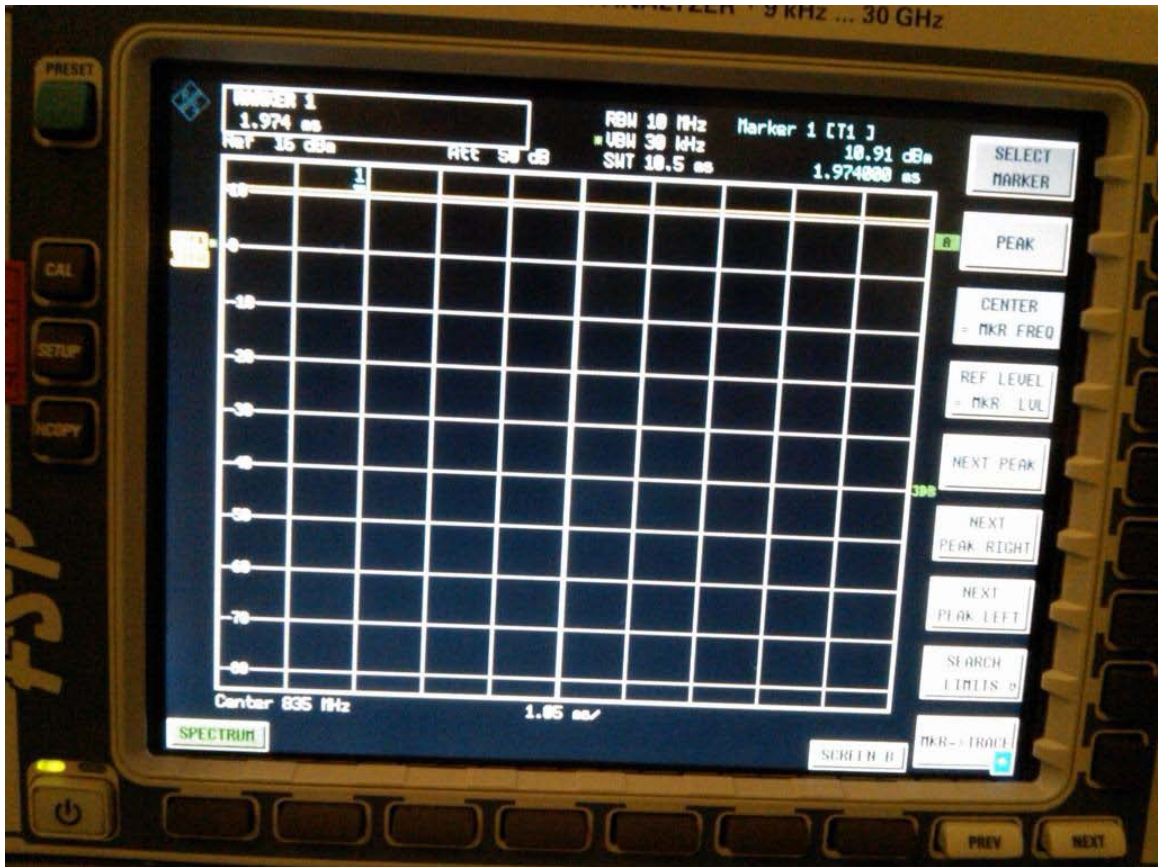 ANALYZER · 9 kHz ... 30 GHz
PRESET
CAL
SETUP
HCOPY
FSP
MARKER 1
1.974 ms
Ref 16 dBm
Att 50 dB
RBW 10 MHz
VBW 30 kHz
SWT 10.5 ms
Marker 1 [T1 ]
10.91 dBm
1.974000 ms
1
10
0
-10
-20
-30
-40
-50
-60
-70
-80
A
3DB
Center 835 MHz
1.05 ms/
SPECTRUM
SCREEN B
SELECT
MARKER
PEAK
CENTER
= MKR FREQ
REF LEVEL
= MKR LVL
NEXT PEAK
NEXT
PEAK RIGHT
NEXT
PEAK LEFT
SEARCH
LIMITS
MKR->TRACE
PREV
NEXT